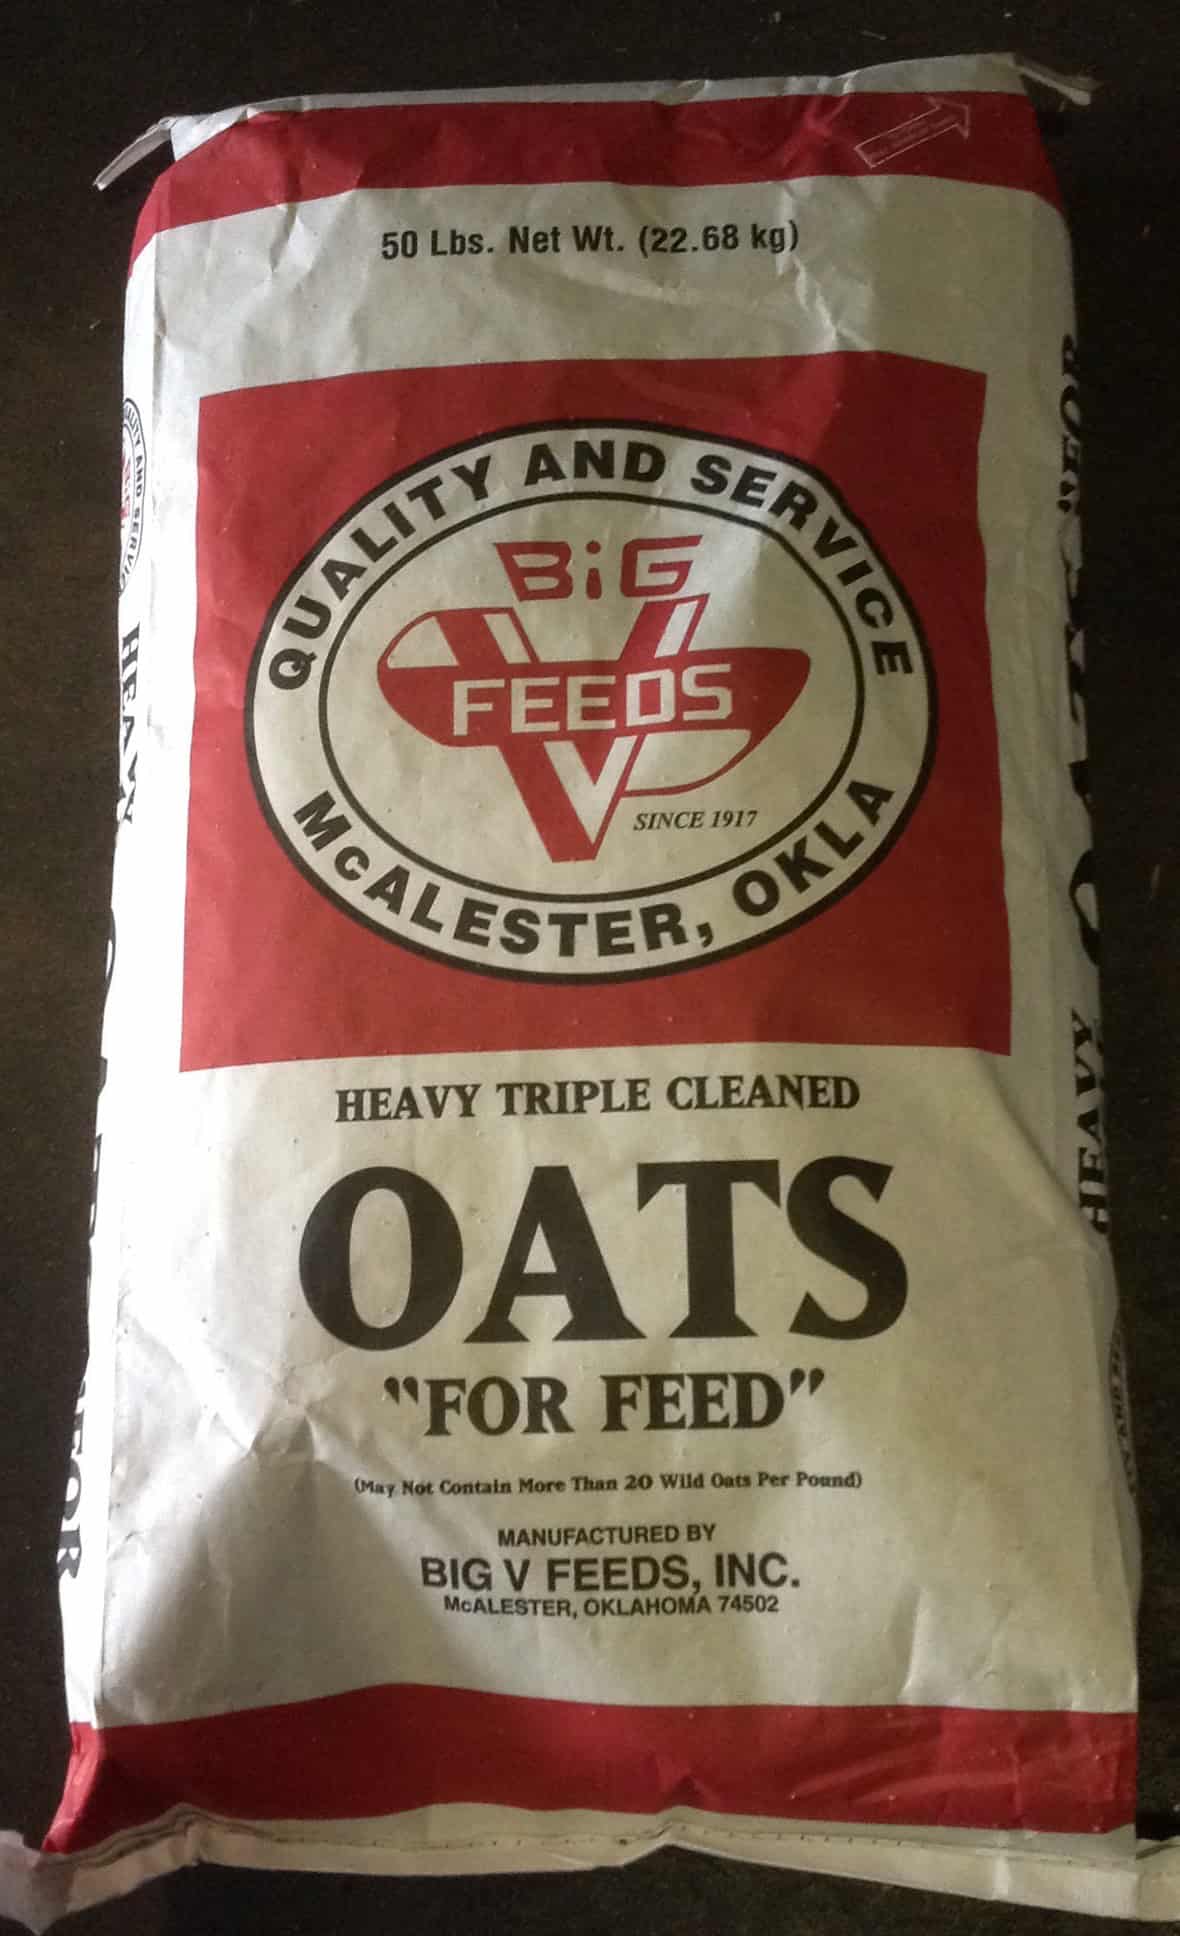 50 Lbs. Net Wt. (22.68 kg)
QUALITY AND SERVICE
BiG
V
FEEDS
SINCE 1917
McALESTER, OKLA
HEAVY TRIPLE CLEANED
OATS
"FOR FEED"
(May Not Contain More Than 20 Wild Oats Per Pound)
MANUFACTURED BY
BIG V FEEDS, INC.
McALESTER, OKLAHOMA 74502
HEAVY
HEAVY